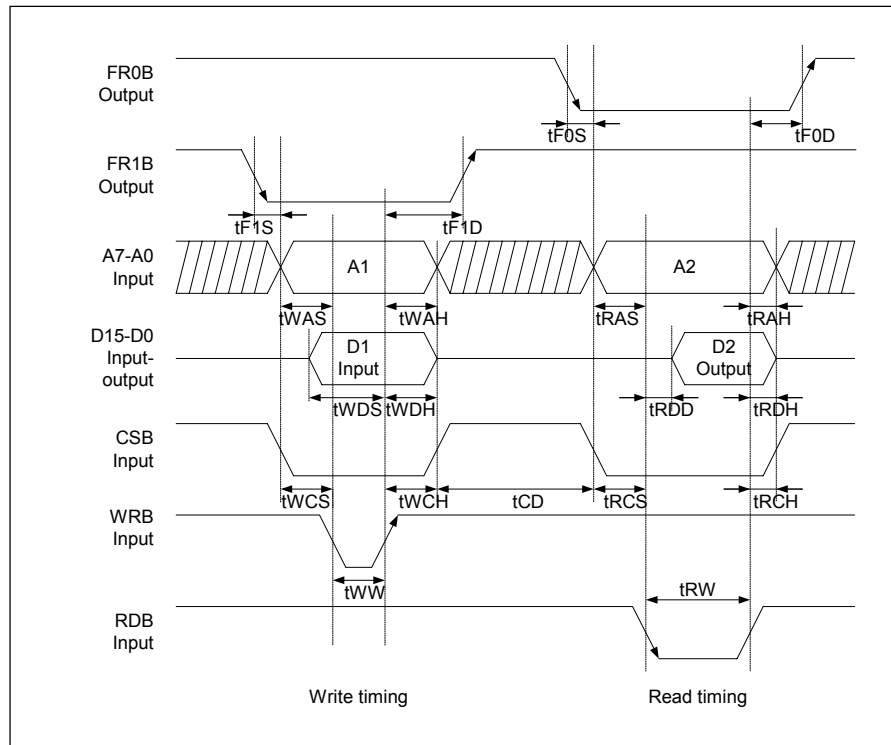 FR0B
Output
tF0S
tF0D
FR1B
Output
tF1S
tF1D
A7-A0
Input
A1
A2
tWAS
tWAH
tRAS
tRAH
D15-D0
Input-
output
D1
Input
D2
Output
tWDS
tWDH
tRDD
tRDH
CSB
Input
tWCS
tWCH
tCD
tRCS
tRCH
WRB
Input
tWW
tRW
RDB
Input
Write timing
Read timing